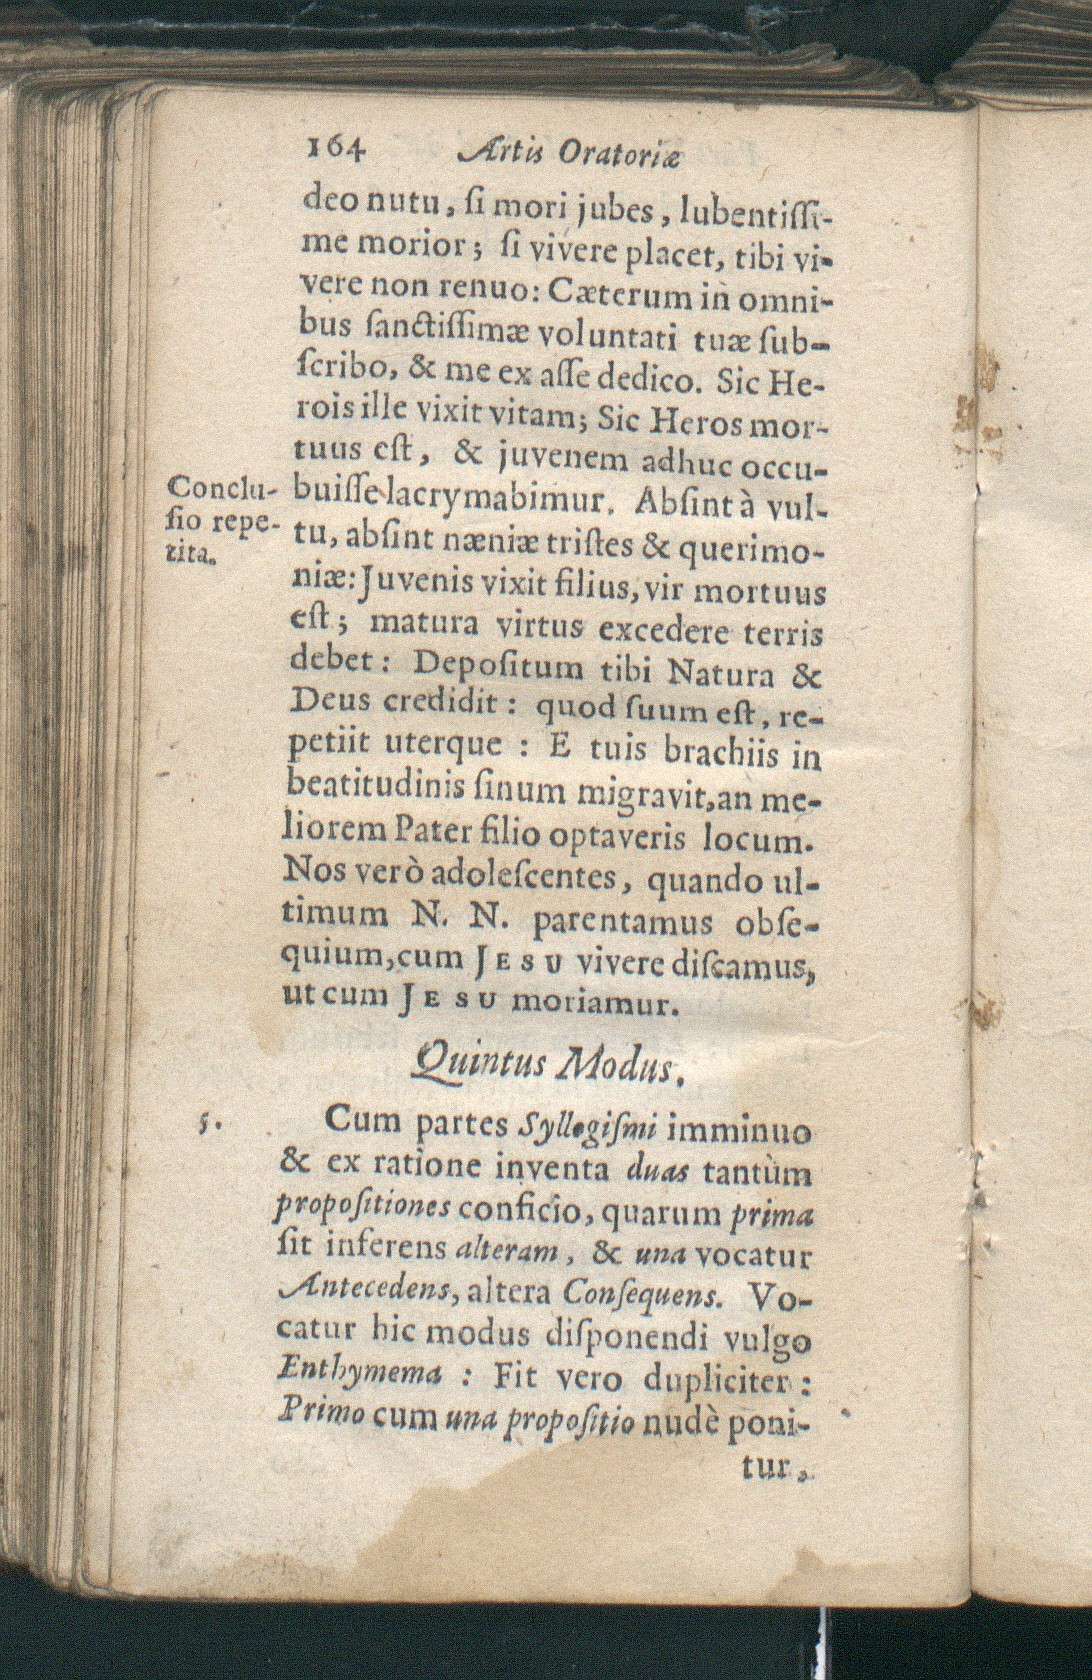 164 Artis Oratoriæ
deo nutu, ſi mori jubes, lubentiſſi-
me morior; ſi vivere placet, tibi vi-
vere non renuo: Cæterum in omni-
bus ſanctiſſimæ voluntati tuæ ſub-
ſcribo, & me ex aſſe dedico. Sic He-
rois ille vixit vitam; Sic Heros mor-
tuus eſt, & juvenem adhuc occu-
buiſſe lacrymabimur. Abſint à vul-
Conclu-
ſio repe-
tita.
tu, abſint næniæ triſtes & querimo-
niæ: Juvenis vixit filius, vir mortuus
eſt; matura virtus excedere terris
debet: Depoſitum tibi Natura &
Deus credidit: quod ſuum eſt, re-
petiit uterque : E tuis brachiis in
beatitudinis ſinum migravit, an me-
liorem Pater filio optaveris locum.
Nos verò adoleſcentes, quando ul-
timum N. N. parentamus obſe-
quium, cum JESU vivere diſcamus,
ut cum JESU moriamur.
Quintus Modus.
5. Cum partes Syllogiſmi imminuo
& ex ratione inventa duas tantùm
propoſitiones conficio, quarum prima
ſit inferens alteram, & una vocatur
Antecedens, altera Conſequens. Vo-
catur hic modus diſponendi vulgo
Enthymema : Fit vero dupliciter:
Primo cum una propoſitio nudè poni-
tur,